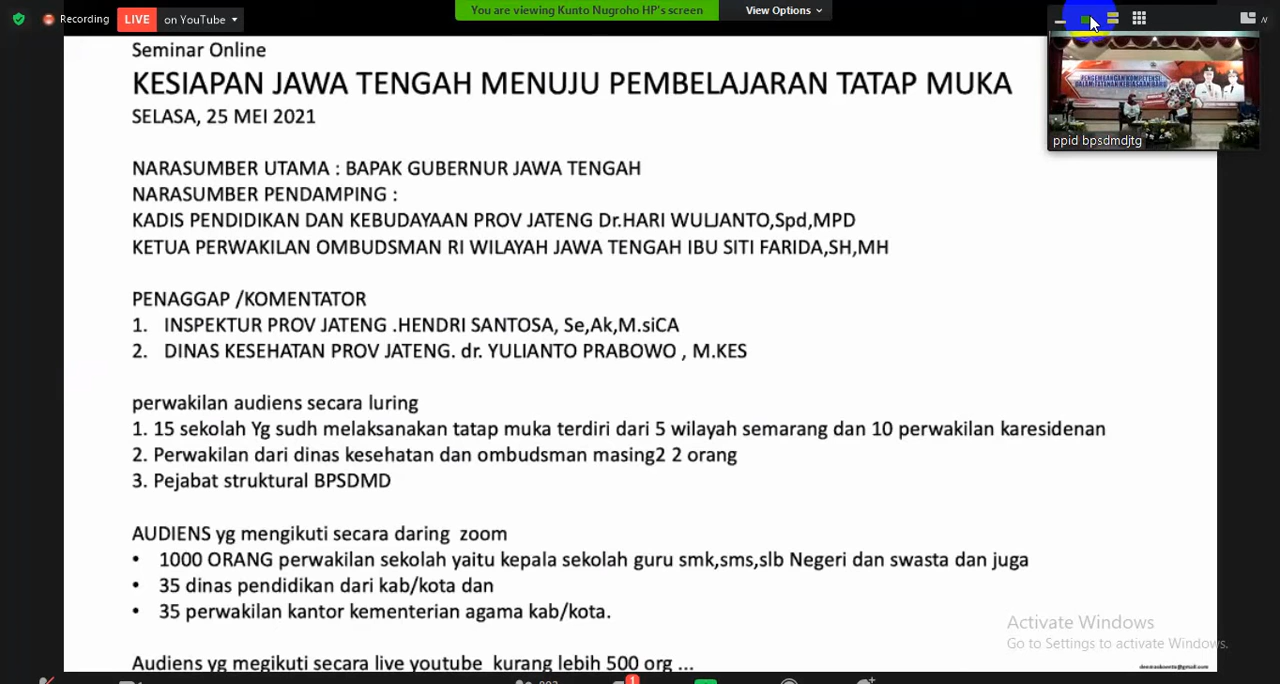 Recording
LIVE on YouTube
You are viewing Kunto Nugroho HP's screen
View Options
Seminar Online
KESIAPAN JAWA TENGAH MENUJU PEMBELAJARAN TATAP MUKA
SELASA, 25 MEI 2021
NARASUMBER UTAMA : BAPAK GUBERNUR JAWA TENGAH
NARASUMBER PENDAMPING :
KADIS PENDIDIKAN DAN KEBUDAYAAN PROV JATENG Dr.HARI WULJANTO,Spd,MPD
KETUA PERWAKILAN OMBUDSMAN RI WILAYAH JAWA TENGAH IBU SITI FARIDA,SH,MH
PENAGGAP /KOMENTATOR
1. INSPEKTUR PROV JATENG .HENDRI SANTOSA, Se,Ak,M.siCA
2. DINAS KESEHATAN PROV JATENG. dr. YULIANTO PRABOWO , M.KES
perwakilan audiens secara luring
1. 15 sekolah Yg sudh melaksanakan tatap muka terdiri dari 5 wilayah semarang dan 10 perwakilan karesidenan
2. Perwakilan dari dinas kesehatan dan ombudsman masing2 2 orang
3. Pejabat struktural BPSDMD
AUDIENS yg mengikuti secara daring zoom
• 1000 ORANG perwakilan sekolah yaitu kepala sekolah guru smk,sms,slb Negeri dan swasta dan juga
• 35 dinas pendidikan dari kab/kota dan
• 35 perwakilan kantor kementerian agama kab/kota.
Audiens yg megikuti secara live youtube kurang lebih 500 org ...
PENGEMBANGAN KOMPETENSI
DALAM TATANAN KEBIASAAN BARU
ppid bpsdmdjtg
Activate Windows
Go to Settings to activate Windows.
1